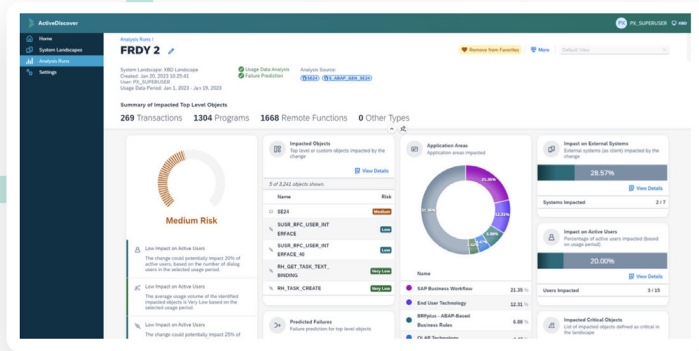 ActiveDiscover
PX PX_SUPERUSER
Home
System Landscapes
Analysis Runs
Settings
Analysis Runs /
FRDY 2
Remove from Favorites
More
Default View
System Landscape: KBD Landscape
Created: Jan 20, 2023 10:25:41
User: PX_SUPERUSER
Usage Data Period: Jan 1, 2023 - Jan 19, 2023
Usage Data Analysis
Failure Prediction
Analysis Source:
Summary of Impacted Top Level Objects
269 Transactions 1304 Programs 1668 Remote Functions 0 Other Types
Medium Risk
Low Impact on Active Users
The change could potentially impact 20% of
active users, based on the number of dialog
users in the selected usage period.
Low Impact on Active Users
The average usage volume of the identified
impacted objects is Very Low based on the
selected usage period.
Low Impact on Active Users
The change could potentially impact 25% of
Impacted Objects
Top level or custom objects impacted by the
change
View Details
5 of 3,241 objects shown.
Name Risk
SE24 Medium
SUSR_RFC_USER_INT
ERFACE Low
SUSR_RFC_USER_INT
ERFACE_40 Low
RH_GET_TASK_TEXT_
BINDING Very Low
RH_TASK_CREATE Very Low
Predicted Failures
Failure prediction for top level objects
Application Areas
Application areas impacted
Name
SAP Business Workflow 21.35 %
End User Technology 12.31 %
BRFplus - ABAP-Based
Business Rules
OLAP Technology
Impact on External Systems
External systems (as client) impacted by the
change
28.57%
View Details
Systems Impacted 2 / 7
Impact on Active Users
Percentage of active users impacted (based
on usage period)
20.00%
View Details
Users Impacted 3 / 15
Impacted Critical Objects
List of impacted objects defined as critical in
the landscape